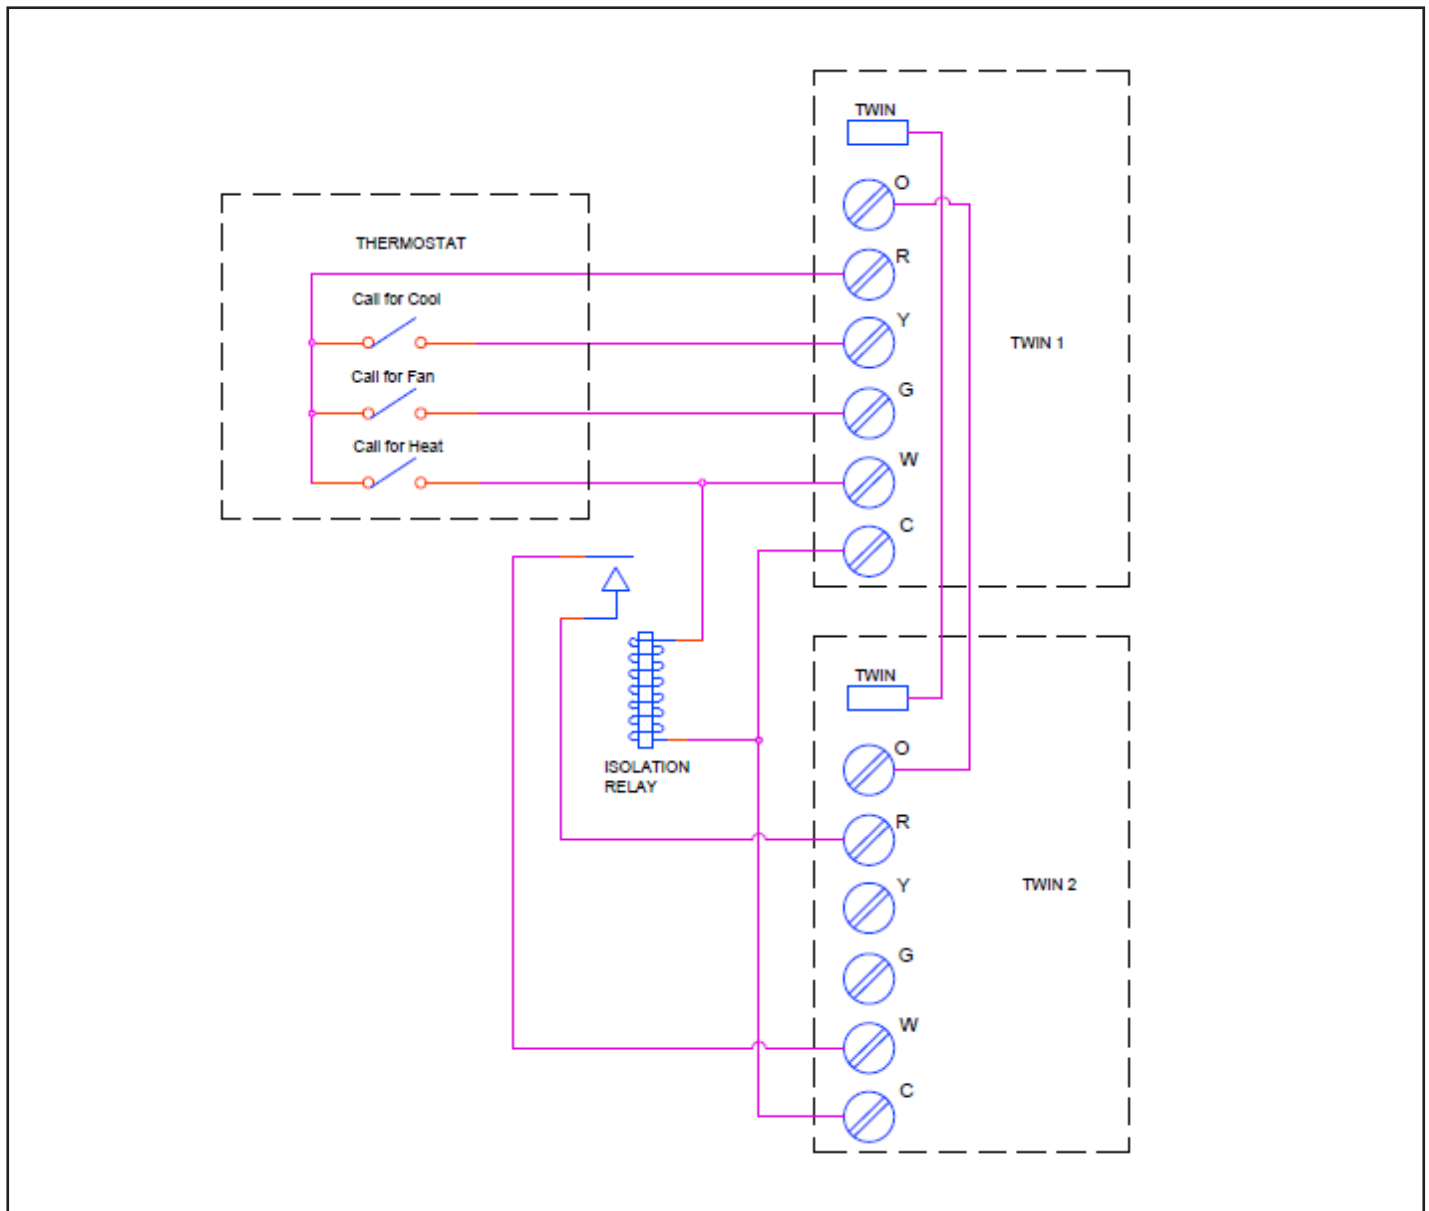 TWIN
O
THERMOSTAT
R
Call for Cool
Y
TWIN 1
Call for Fan
G
Call for Heat
W
C
TWIN
O
ISOLATION
RELAY
R
Y
TWIN 2
G
W
C